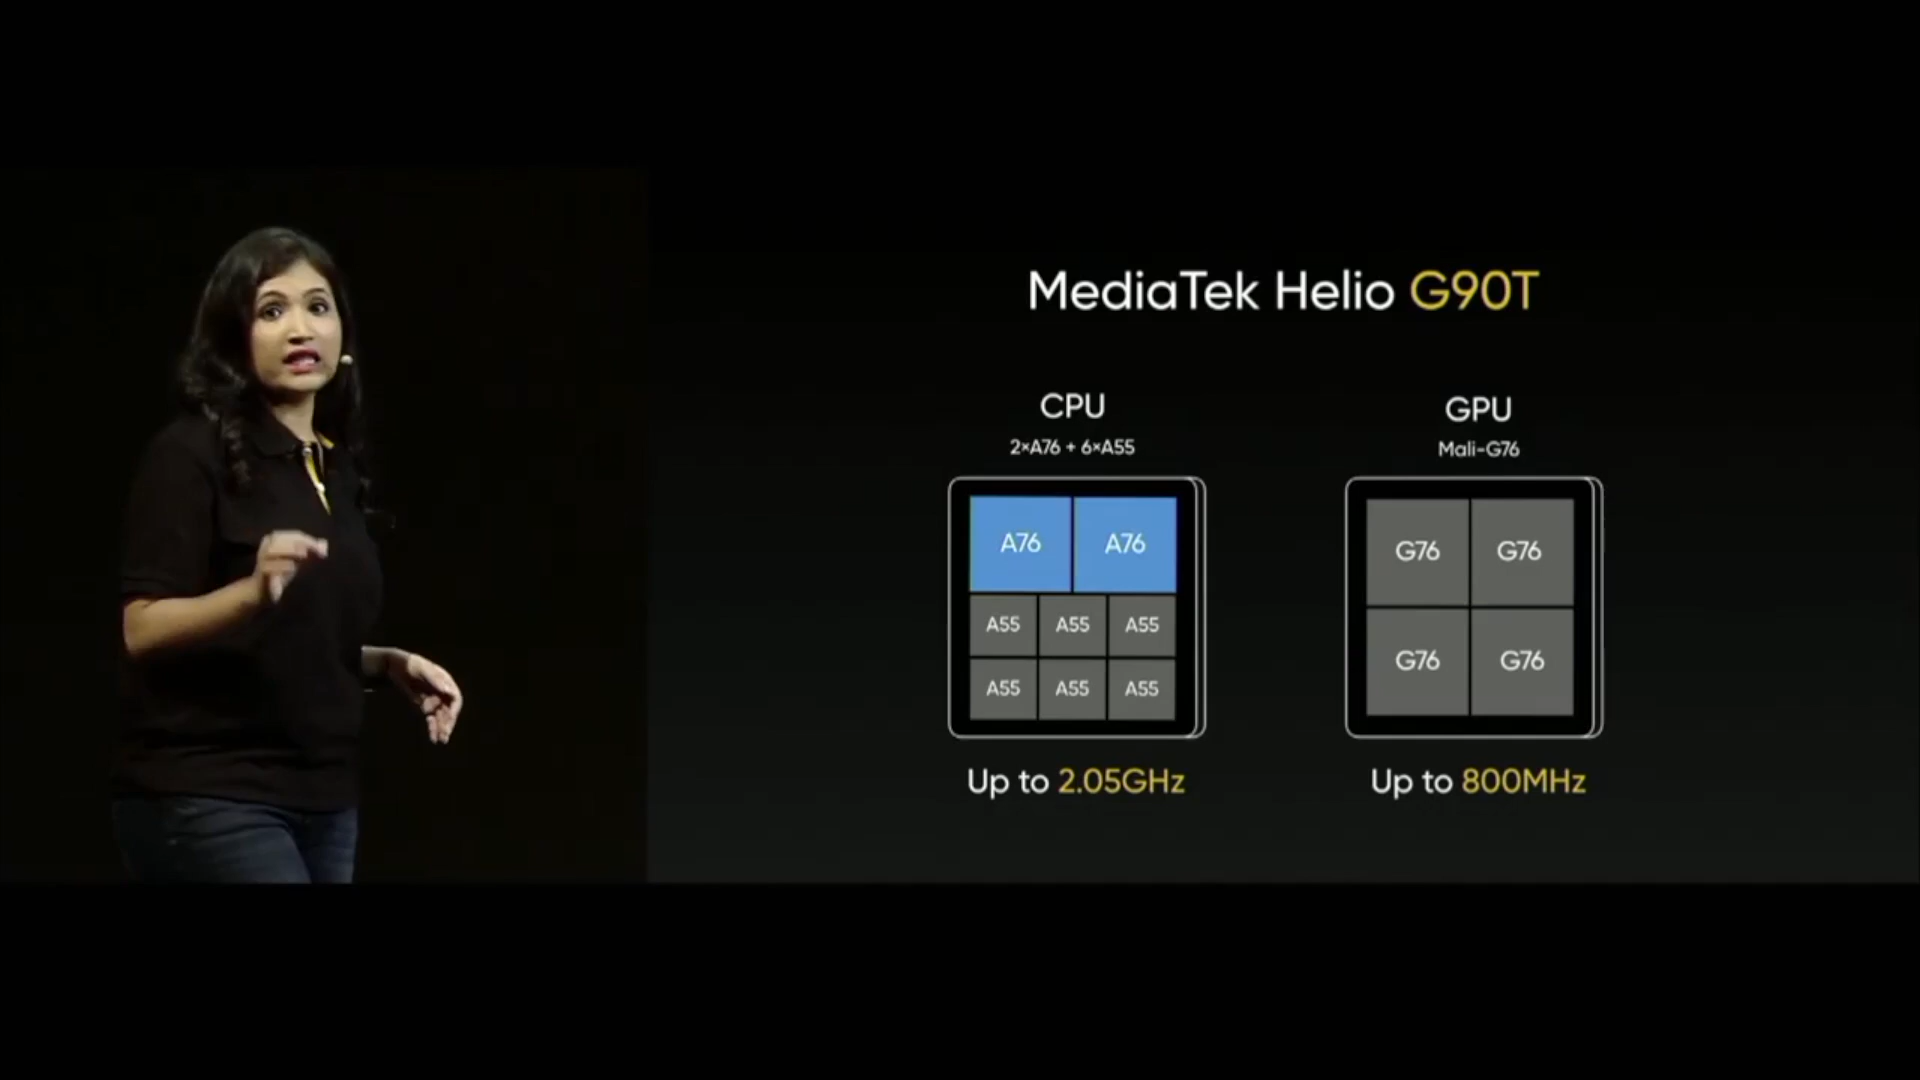 MediaTek Helio G90T
CPU
2×A76 + 6×A55
A76 A76
A55 A55 A55
A55 A55 A55
Up to 2.05GHz
GPU
Mali-G76
G76 G76
G76 G76
Up to 800MHz